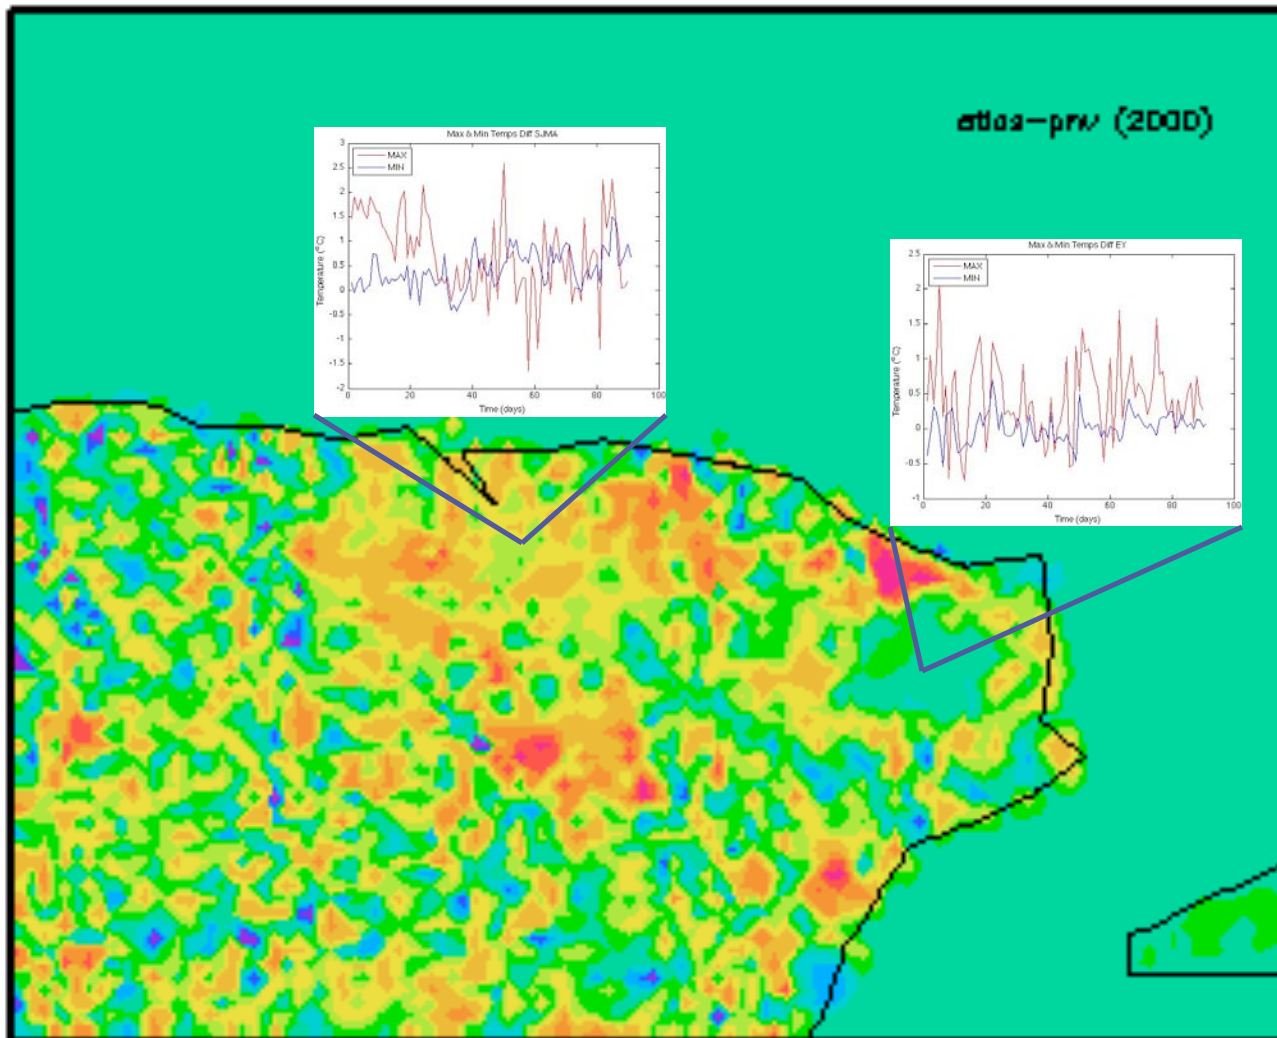 atlas-prw (2000)
Max & Min Temps Diff SJMA
MAX
MIN
Temperature (°C)
3
2.5
2
1.5
1
0.5
0
-0.5
-1
-1.5
-2
0
20
40
60
80
100
Time (days)
Max & Min Temps Diff EY
MAX
MIN
Temperature (°C)
2.5
2
1.5
1
0.5
0
-0.5
-1
0
20
40
60
80
100
Time (days)